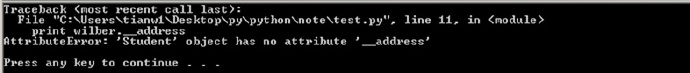 Traceback (most recent call last):
File "C:\Users\tianw1\Desktop\py\python\note\test.py", line 11, in <module>
print wilber.__address
AttributeError: 'Student' object has no attribute '__address'
Press any key to continue . . .